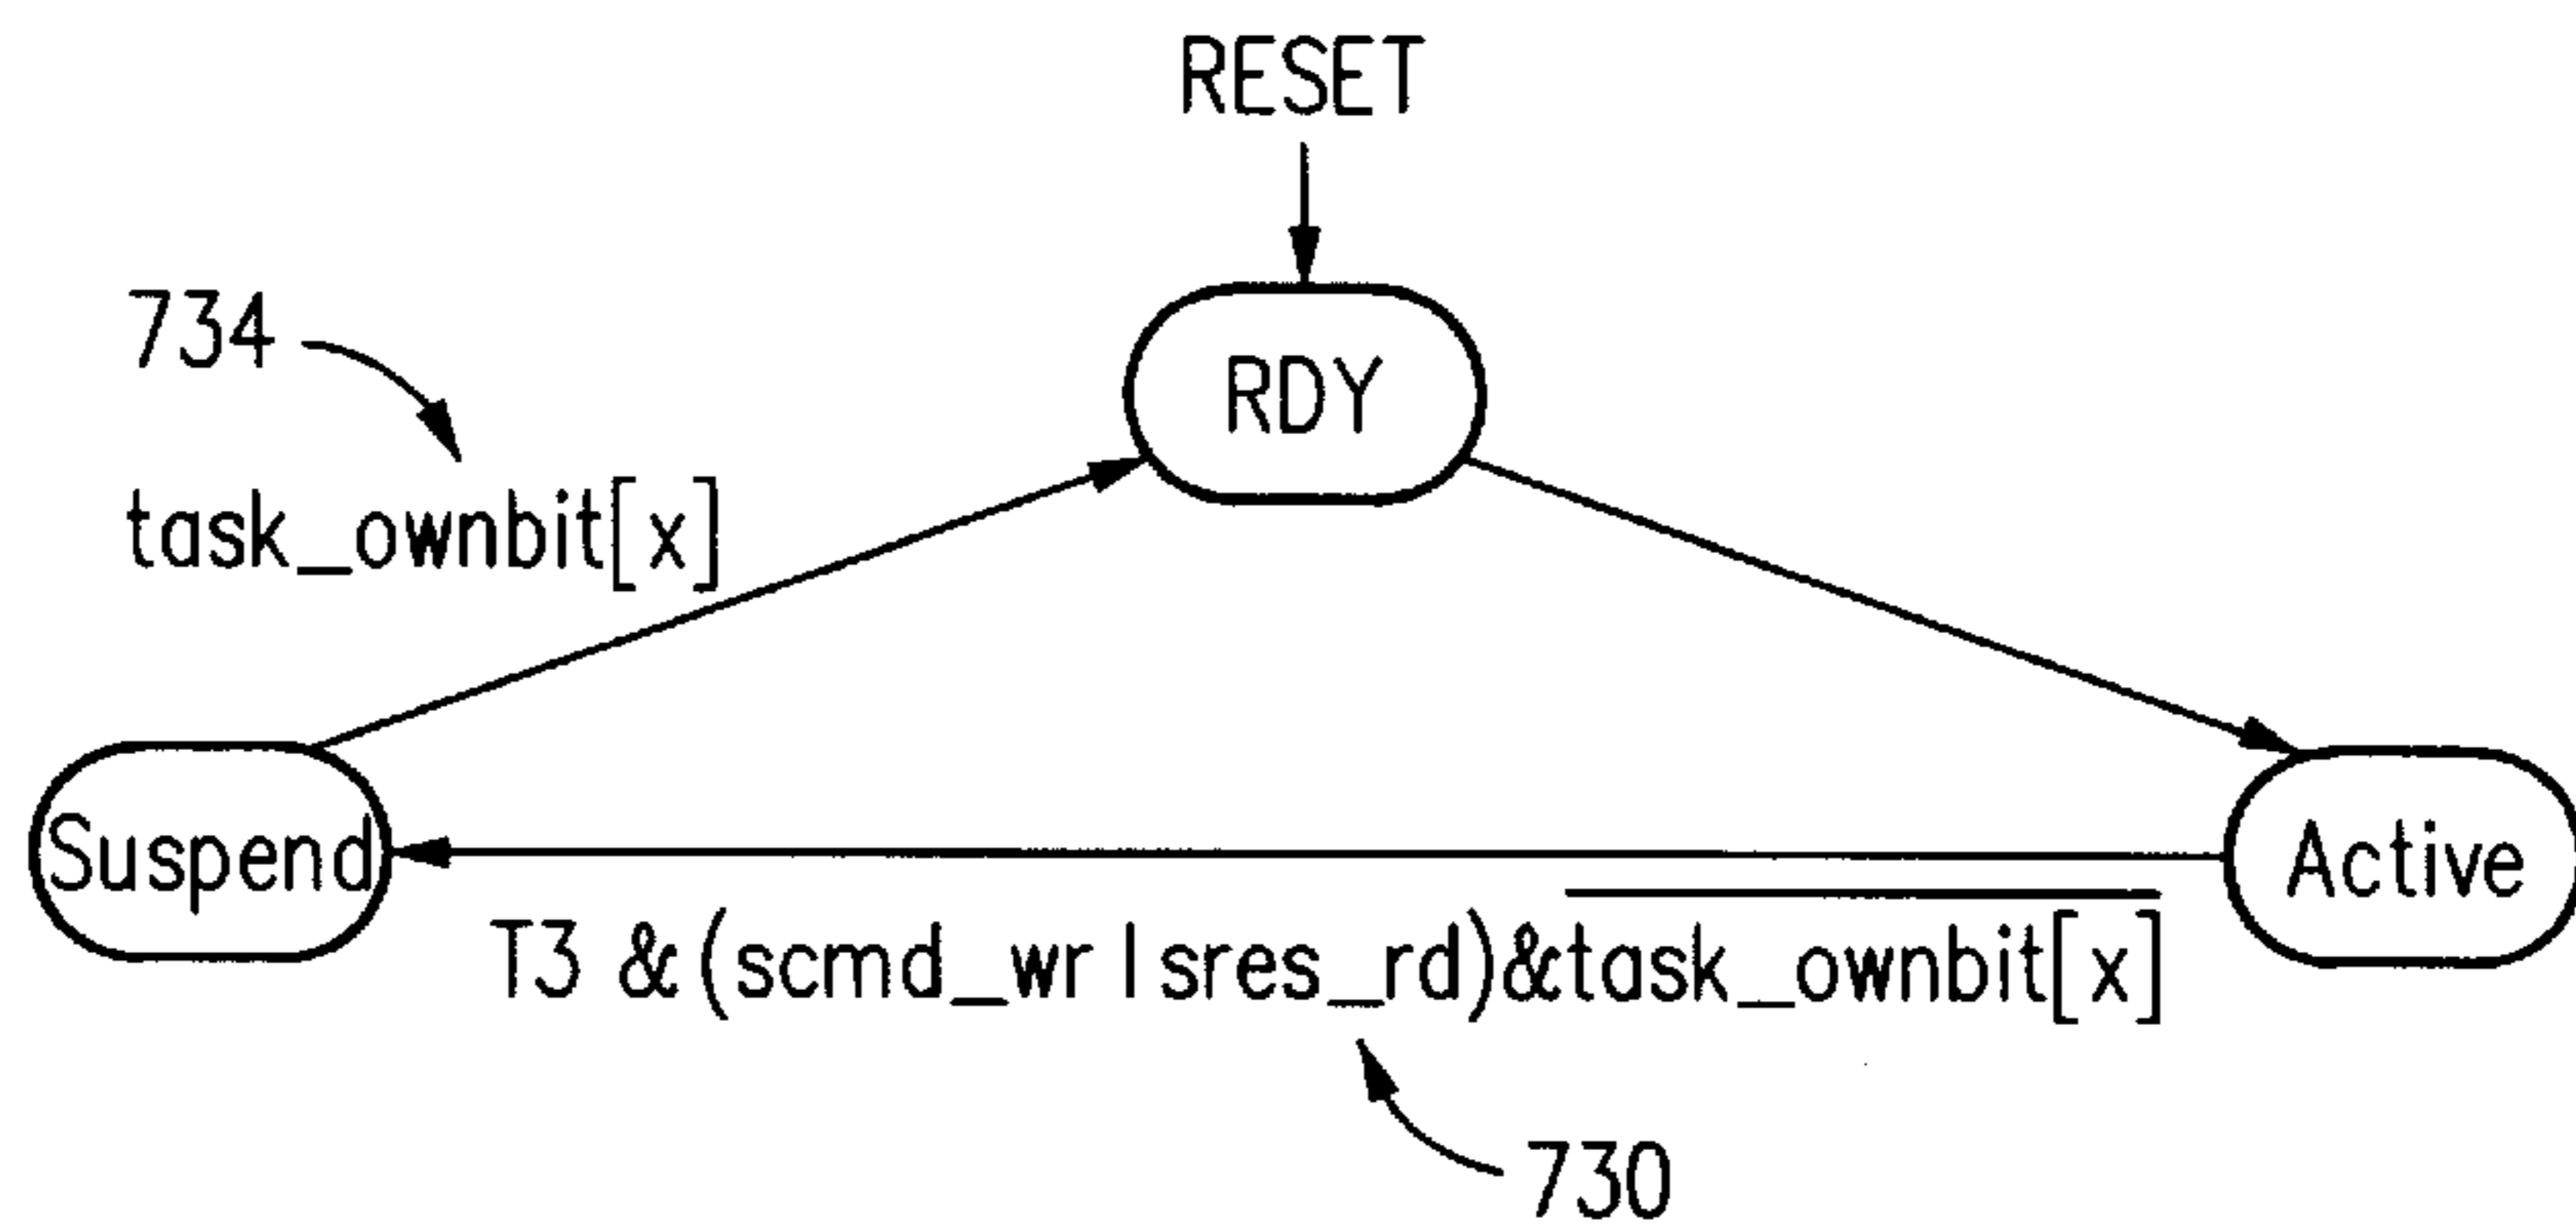 RESET
RDY
734
task_ownbit[x]
Suspend
Active
T3 &(scmd_wr|sres_rd)&task_ownbit[x]
730